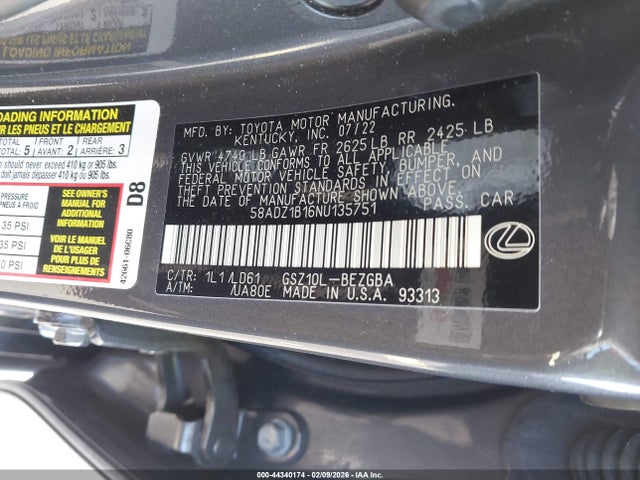 LOADING INFORMATION
OADING INFORMATION
R LES PNEUS ET LE CHARGEMENT
TOTAL: 5 FRONT AVANT: 2 REAR ARRIÈRE: 3
should never exceed 410 kg or 905 lbs.
doit jamais dépasser 410 kg ou 905 lbs.
35 PSI
35 PSI
0 PSI
SEE OWNER'S
MANUAL FOR
ADDITIONAL
INFORMATION
VOIR LE MANUEL
DE L'USAGER
POUR PLUS DE
RENSEIGNEMENTS
D8
42661-06C80
MFD. BY: TOYOTA MOTOR MANUFACTURING.
KENTUCKY, INC. 07/22
GVWR 4740 LB GAWR FR 2625 LB RR 2425 LB
THIS VEHICLE CONFORMS TO ALL APPLICABLE
FEDERAL MOTOR VEHICLE SAFETY, BUMPER, AND
THEFT PREVENTION STANDARDS IN EFFECT ON
THE DATE OF MANUFACTURE SHOWN ABOVE.
58ADZ1B16NU135751 PASS. CAR
C/TR: 1L1/LD61 GSZ10L-BEZGBA
A/TM: /UA80E MADE IN U.S.A. 93313
000-44340174 - 02/09/2026 - IAAI.COM